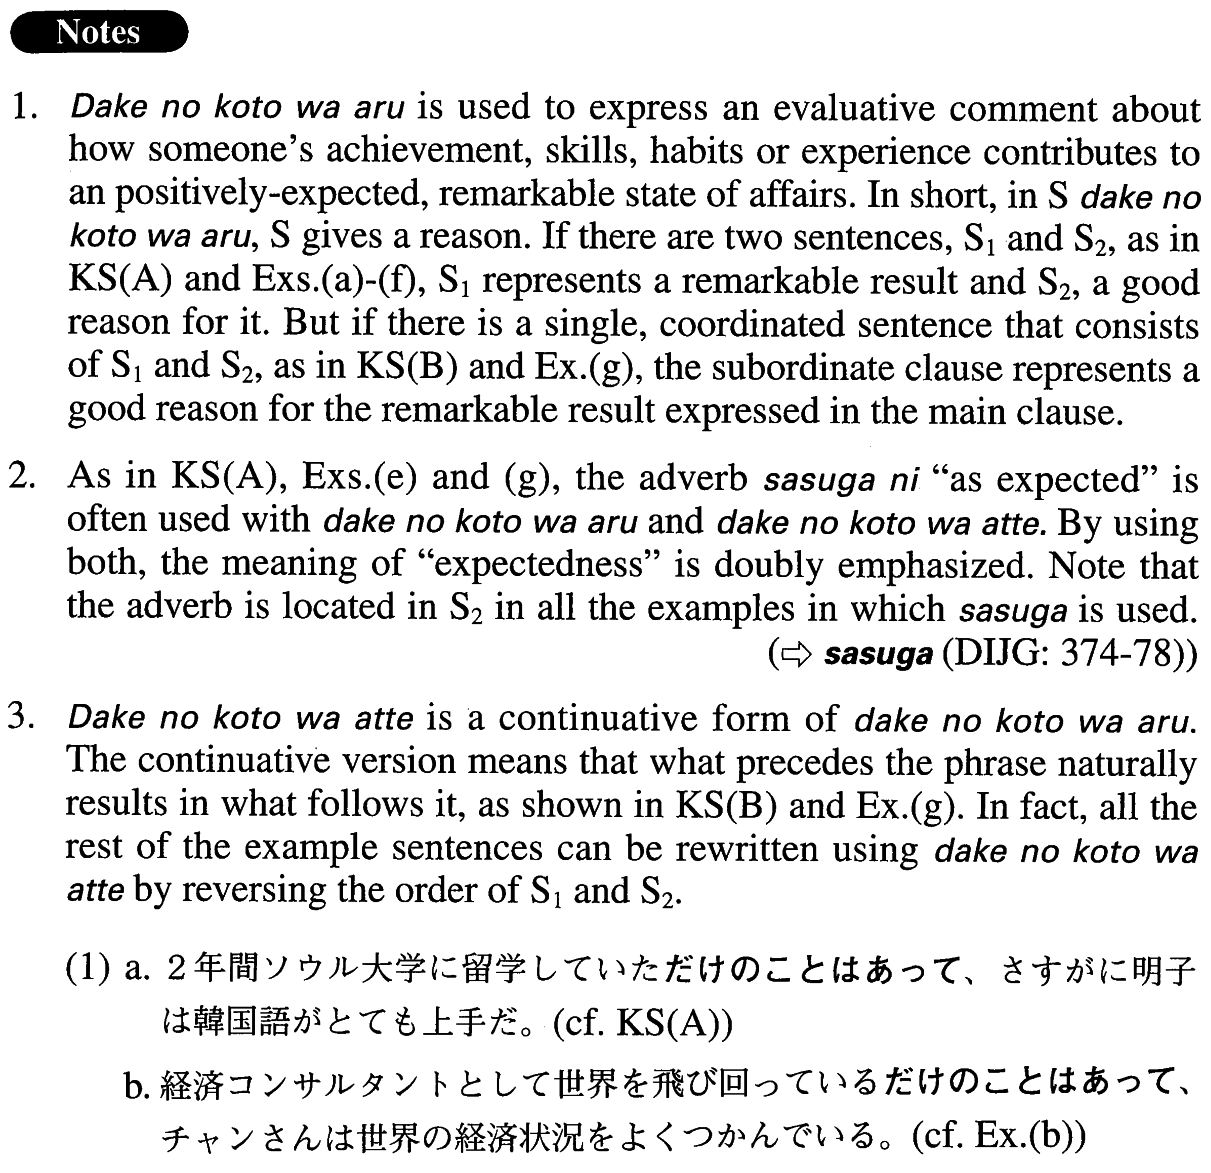 Notes
1. Dake no koto wa aru is used to express an evaluative comment about
how someone's achievement, skills, habits or experience contributes to
an positively-expected, remarkable state of affairs. In short, in S dake no
koto wa aru, S gives a reason. If there are two sentences, S₁ and S₂, as in
KS(A) and Exs.(a)-(f), S₁ represents a remarkable result and S₂, a good
reason for it. But if there is a single, coordinated sentence that consists
of S₁ and S₂, as in KS(B) and Ex.(g), the subordinate clause represents a
good reason for the remarkable result expressed in the main clause.
2. As in KS(A), Exs.(e) and (g), the adverb sasuga ni “as expected” is
often used with dake no koto wa aru and dake no koto wa atte. By using
both, the meaning of “expectedness” is doubly emphasized. Note that
the adverb is located in S₂ in all the examples in which sasuga is used.
(⇨ sasuga (DIJG: 374-78))
3. Dake no koto wa atte is a continuative form of dake no koto wa aru.
The continuative version means that what precedes the phrase naturally
results in what follows it, as shown in KS(B) and Ex.(g). In fact, all the
rest of the example sentences can be rewritten using dake no koto wa
atte by reversing the order of S₁ and S₂.
(1) a. 2年間ソウル大学に留学していただけのことはあって、さすがに明子
は韓国語がとても上手だ。(cf. KS(A))
b. 経済コンサルタントとして世界を飛び回っているだけのことはあって、
チャンさんは世界の経済状況をよくつかんでいる。(cf. Ex.(b))